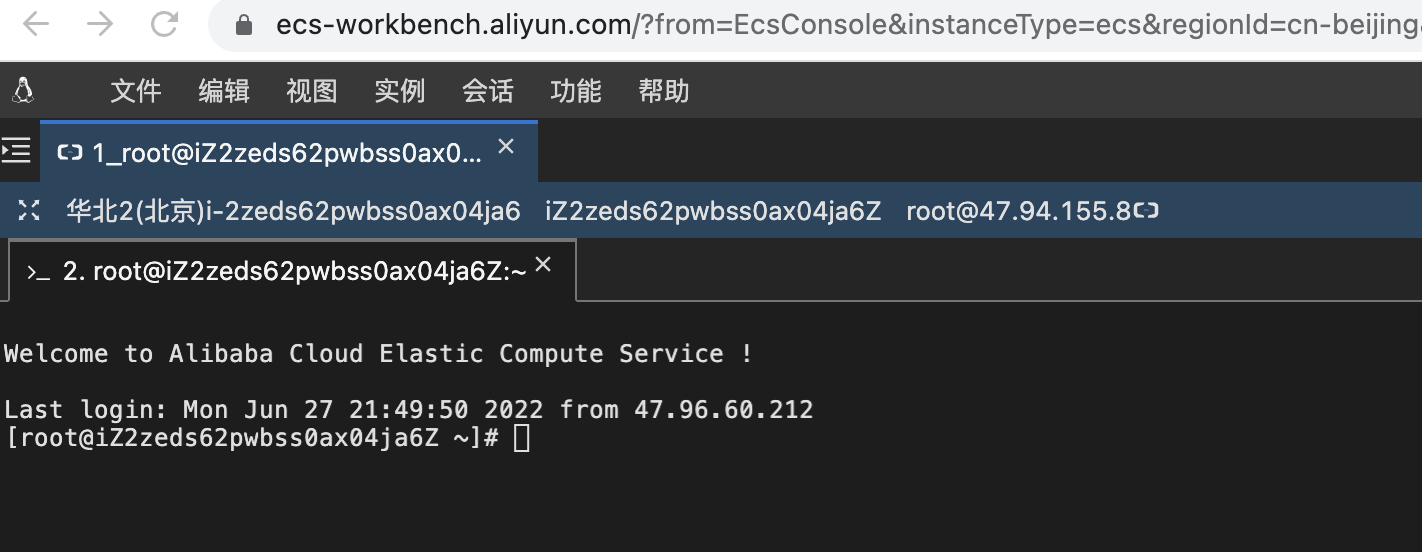 ecs-workbench.aliyun.com/?from=EcsConsole&instanceType=ecs&regionId=cn-beijing&
文件 编辑 视图 实例 会话 功能 帮助
1_root@iZ2zeds62pwbss0ax0... ×
华北2(北京)i-2zeds62pwbss0ax04ja6 iZ2zeds62pwbss0ax04ja6Z root@47.94.155.8
>_ 2. root@iZ2zeds62pwbss0ax04ja6Z:~ ×
Welcome to Alibaba Cloud Elastic Compute Service !
Last login: Mon Jun 27 21:49:50 2022 from 47.96.60.212
[root@iZ2zeds62pwbss0ax04ja6Z ~]#